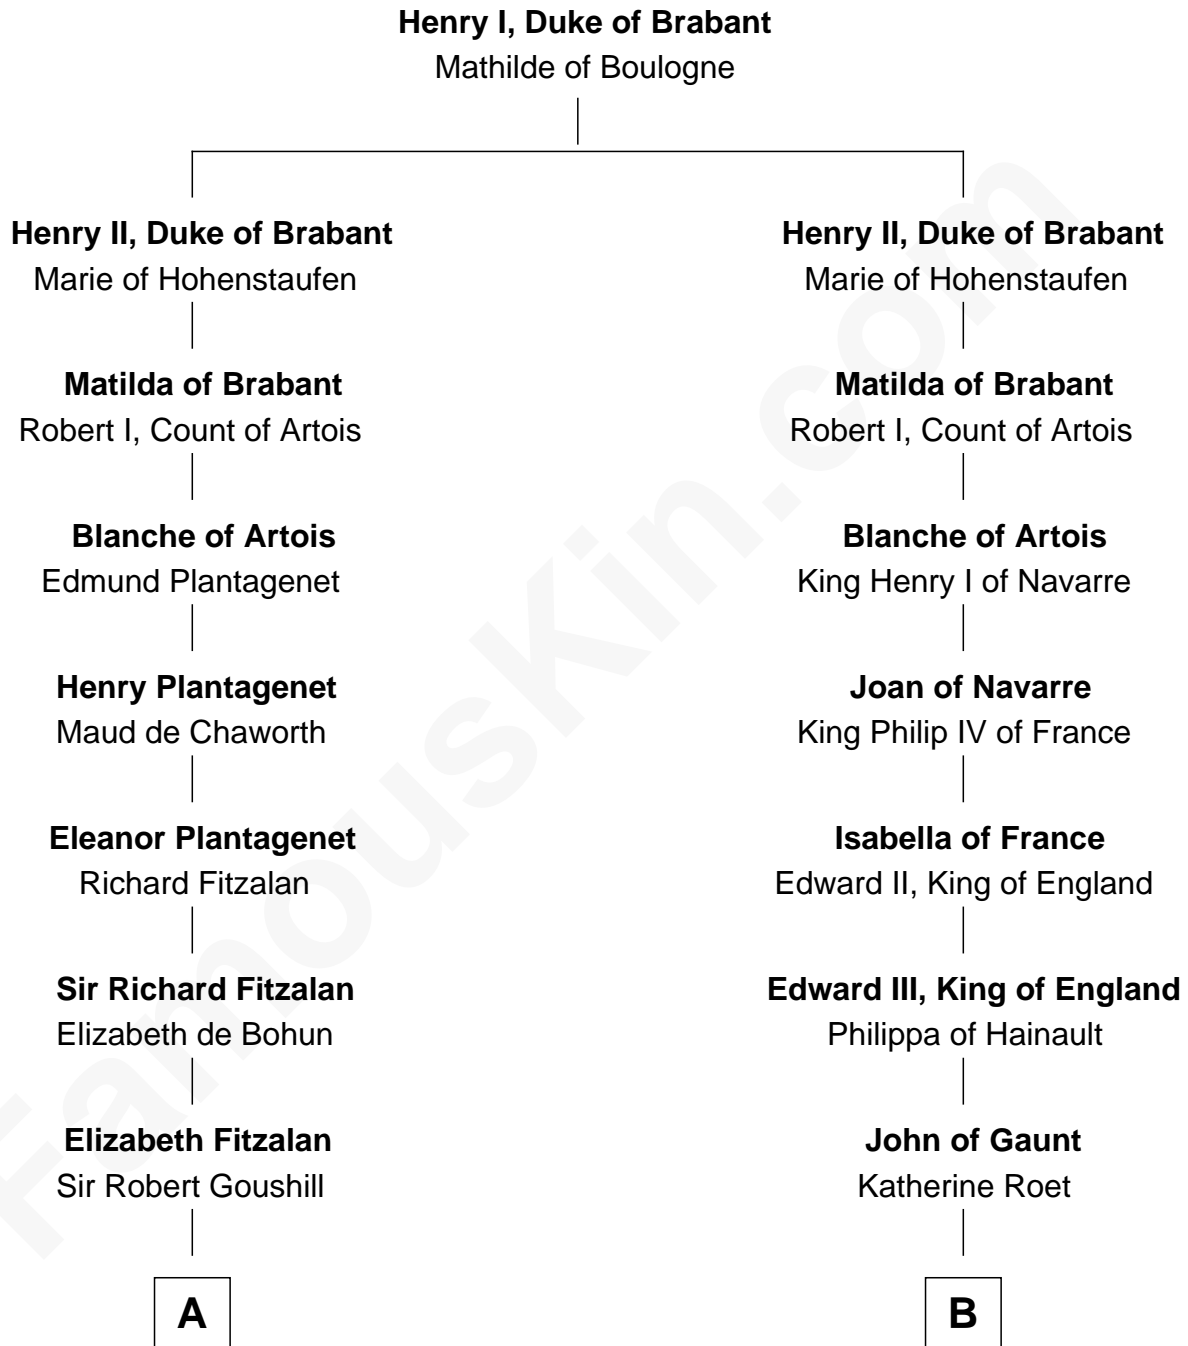 Henry I, Duke of Brabant
Mathilde of Boulogne
Henry II, Duke of Brabant
Marie of Hohenstaufen
Matilda of Brabant
Robert I, Count of Artois
Blanche of Artois
Edmund Plantagenet
Henry Plantagenet
Maud de Chaworth
Eleanor Plantagenet
Richard Fitzalan
Sir Richard Fitzalan
Elizabeth de Bohun
Elizabeth Fitzalan
Sir Robert Goushill
A
Henry II, Duke of Brabant
Marie of Hohenstaufen
Matilda of Brabant
Robert I, Count of Artois
Blanche of Artois
King Henry I of Navarre
Joan of Navarre
King Philip IV of France
Isabella of France
Edward II, King of England
Edward III, King of England
Philippa of Hainault
John of Gaunt
Katherine Roet
B
FamousKin.com